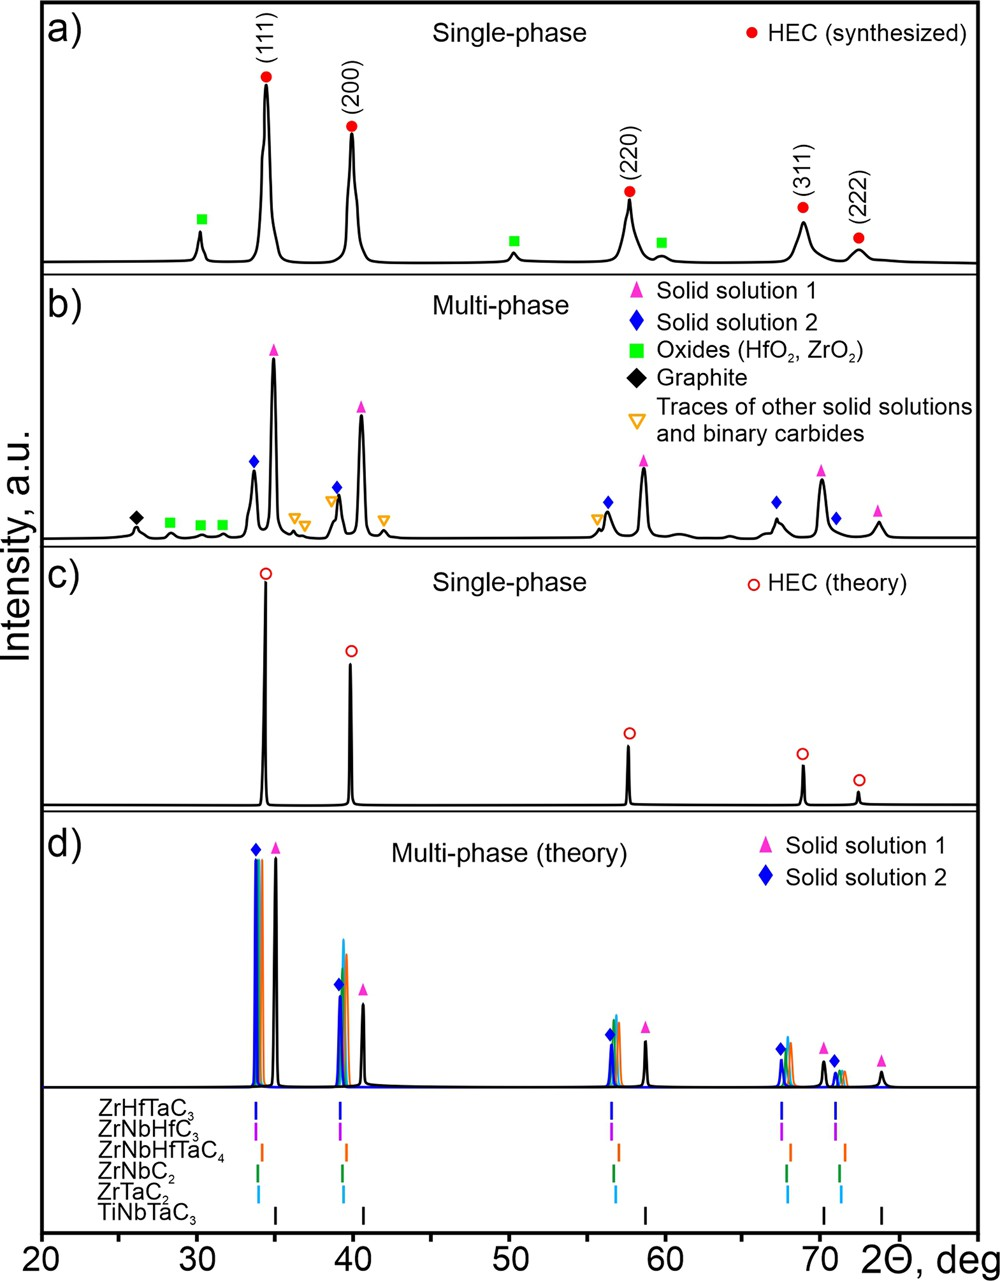 a)
Single-phase
HEC (synthesized)
(111)
(200)
(220)
(311)
(222)
b)
Multi-phase
Solid solution 1
Solid solution 2
Oxides (HfO₂, ZrO₂)
Graphite
Traces of other solid solutions
and binary carbides
Intensity, a.u.
c)
Single-phase
HEC (theory)
d)
Multi-phase (theory)
Solid solution 1
Solid solution 2
ZrHfTaC₃
ZrNbHfC₃
ZrNbHfTaC₄
ZrNbC₂
ZrTaC₂
TiNbTaC₃
20 30 40 50 60 70 2Θ, deg